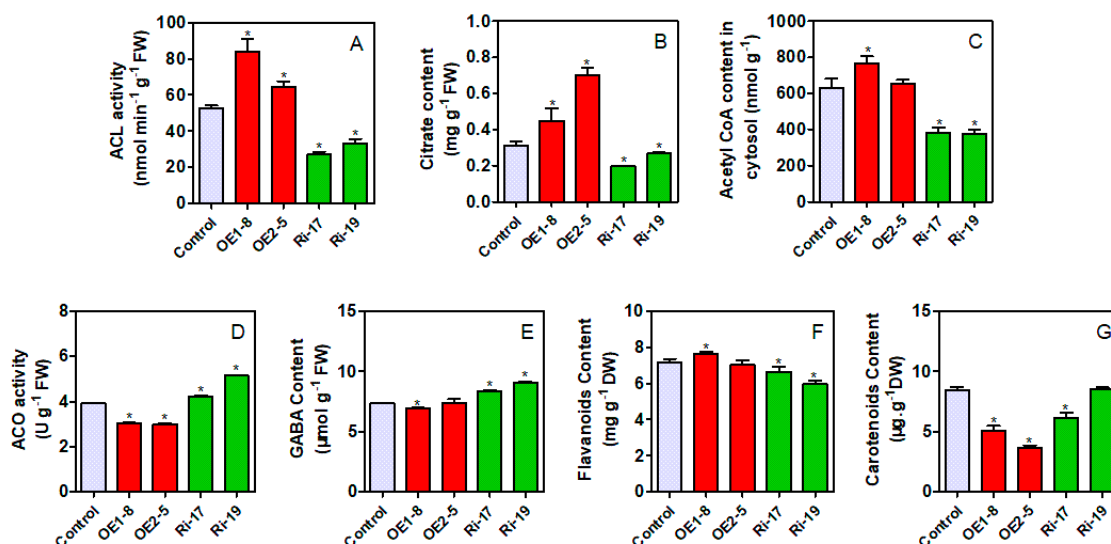 A
ACL activity
(nmol min⁻¹ g⁻¹ FW)
100
80
60
40
20
0
* * * *
Control OE1-8 OE2-5 Ri-17 Ri-19
B
Citrate content
(mg g⁻¹ FW)
1.0
0.8
0.6
0.4
0.2
0.0
* * * *
Control OE1-8 OE2-5 Ri-17 Ri-19
C
Acetyl CoA content in
cytosol (nmol g⁻¹)
1000
800
600
400
200
0
* * *
Control OE1-8 OE2-5 Ri-17 Ri-19
D
ACO activity
(U g⁻¹ FW)
8
6
4
2
0
* * * *
Control OE1-8 OE2-5 Ri-17 Ri-19
E
GABA Content
(µmol g⁻¹ FW)
15
10
5
0
* * *
Control OE1-8 OE2-5 Ri-17 Ri-19
F
Flavanoids Content
(mg g⁻¹ DW)
10
8
6
4
2
0
* * *
Control OE1-8 OE2-5 Ri-17 Ri-19
G
Carotenoids Content
(µg.g⁻¹DW)
15
10
5
0
* * *
Control OE1-8 OE2-5 Ri-17 Ri-19